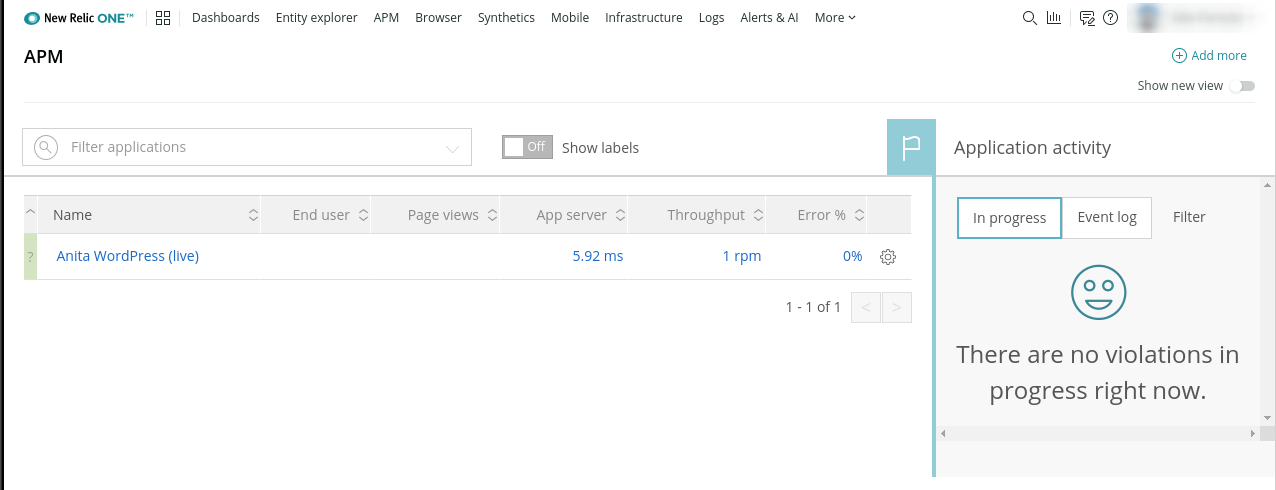 New Relic ONE™ Dashboards Entity explorer APM Browser Synthetics Mobile Infrastructure Logs Alerts & AI More
APM
Add more
Show new view
Filter applications
Off
Show labels
Application activity
Name End user Page views App server Throughput Error %
? Anita WordPress (live) 5.92 ms 1 rpm 0%
1 - 1 of 1 < >
In progress Event log Filter
There are no violations in
progress right now.